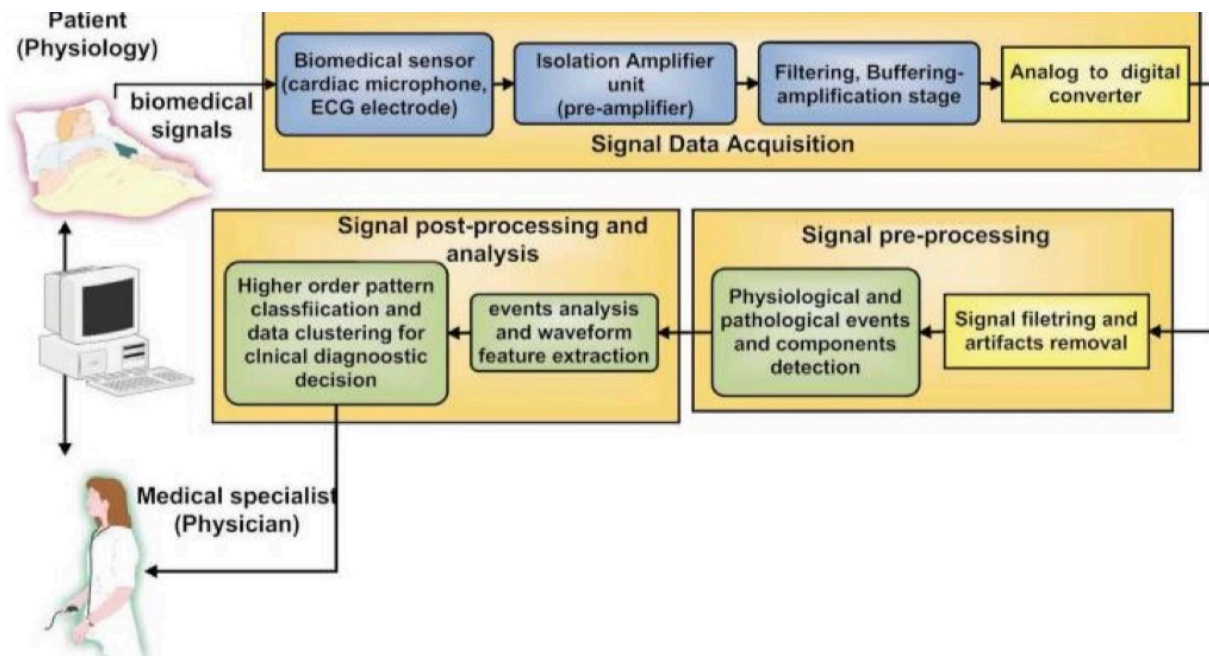 Patient
(Physiology)
biomedical
signals
Biomedical sensor
(cardiac microphone,
ECG electrode)
Isolation Amplifier
unit
(pre-amplifier)
Filtering, Buffering-
amplification stage
Analog to digital
converter
Signal Data Acquisition
Signal post-processing and
analysis
Higher order pattern
classfiication and
data clustering for
clnical diagnoostic
decision
events analysis
and waveform
feature extraction
Signal pre-processing
Physiological and
pathological events
and components
detection
Signal filetring and
artifacts removal
Medical specialist
(Physician)